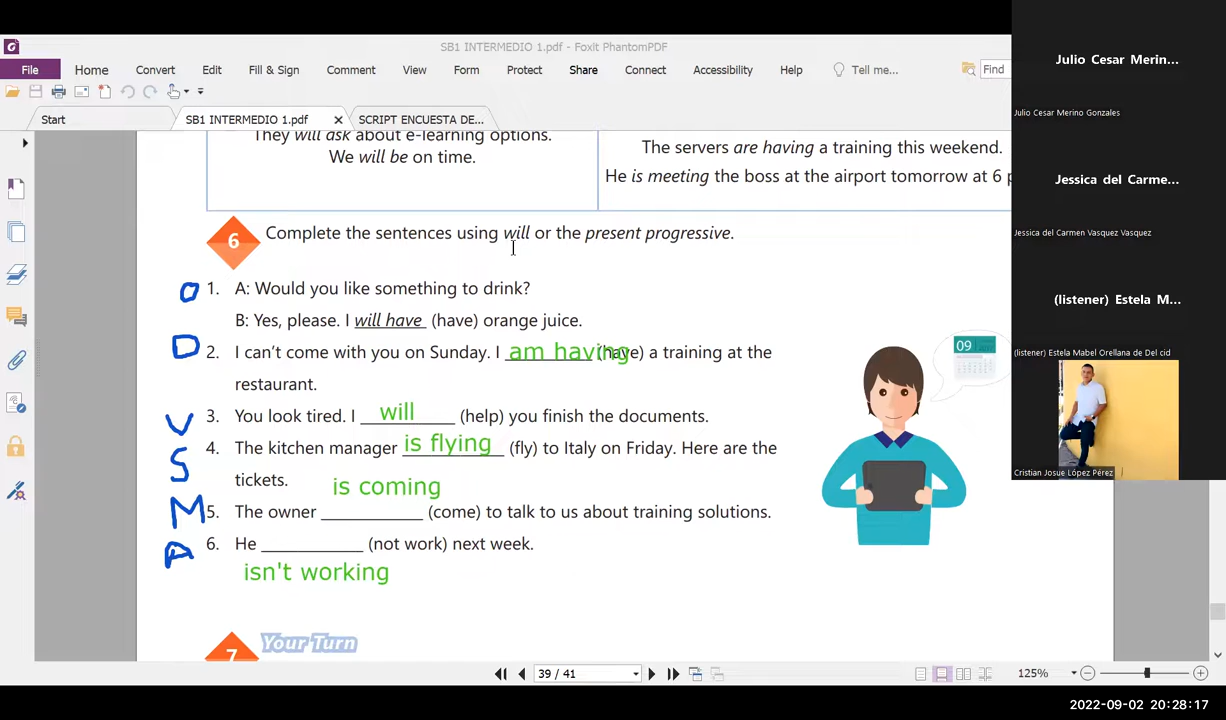 SB1 INTERMEDIO 1.pdf - Foxit PhantomPDF
File Home Convert Edit Fill & Sign Comment View Form Protect Share Connect Accessibility Help Tell me... Find
Start SB1 INTERMEDIO 1.pdf SCRIPT ENCUESTA DE...
They will ask about e-learning options.
We will be on time.
The servers are having a training this weekend.
He is meeting the boss at the airport tomorrow at 6 p
6 Complete the sentences using will or the present progressive.
O 1. A: Would you like something to drink?
B: Yes, please. I will have (have) orange juice.
D 2. I can't come with you on Sunday. I am having (have) a training at the
restaurant.
V 3. You look tired. I will (help) you finish the documents.
S 4. The kitchen manager is flying (fly) to Italy on Friday. Here are the
tickets.
is coming
M 5. The owner ____________ (come) to talk to us about training solutions.
A 6. He ____________ (not work) next week.
isn't working
09
7 Your Turn
39 / 41
125%
Julio Cesar Merin...
Julio Cesar Merino Gonzales
Jessica del Carme...
Jessica del Carmen Vasquez Vasquez
(listener) Estela M...
(listener) Estela Mabel Orellana de Del cid
Cristian Josue López Pérez
2022-09-02 20:28:17